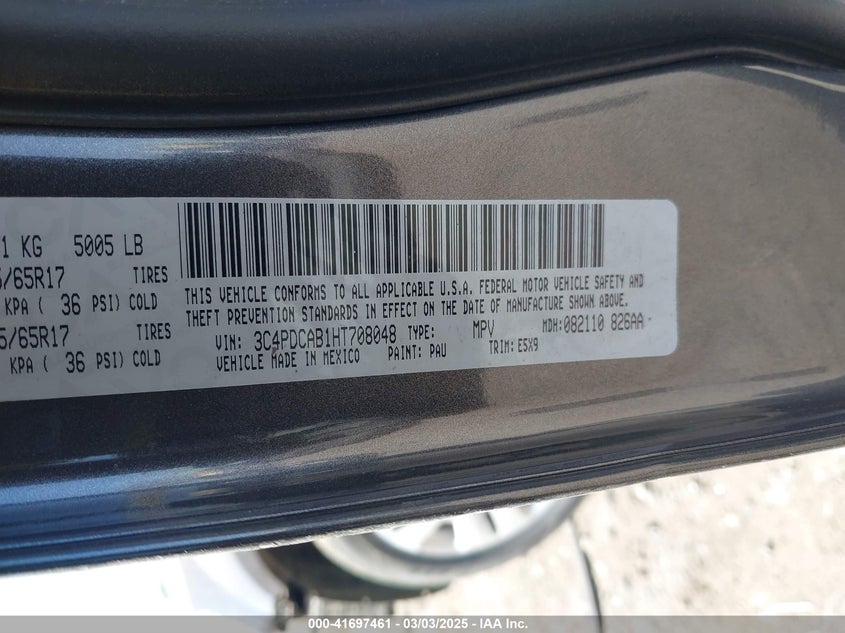 1 KG 5005 LB
/65R17 TIRES
KPA ( 36 PSI) COLD
5/65R17 TIRES
KPA ( 36 PSI) COLD
THIS VEHICLE CONFORMS TO ALL APPLICABLE U.S.A. FEDERAL MOTOR VEHICLE SAFETY AND
THEFT PREVENTION STANDARDS IN EFFECT ON THE DATE OF MANUFACTURE SHOWN ABOVE.
VIN: 3C4PDCAB1HT708048 TYPE: MPV MDH:082110 826AA
VEHICLE MADE IN MEXICO PAINT: PAU TRIM: E5X9
000-41697461 — 03/03/2025 — IAA Inc.